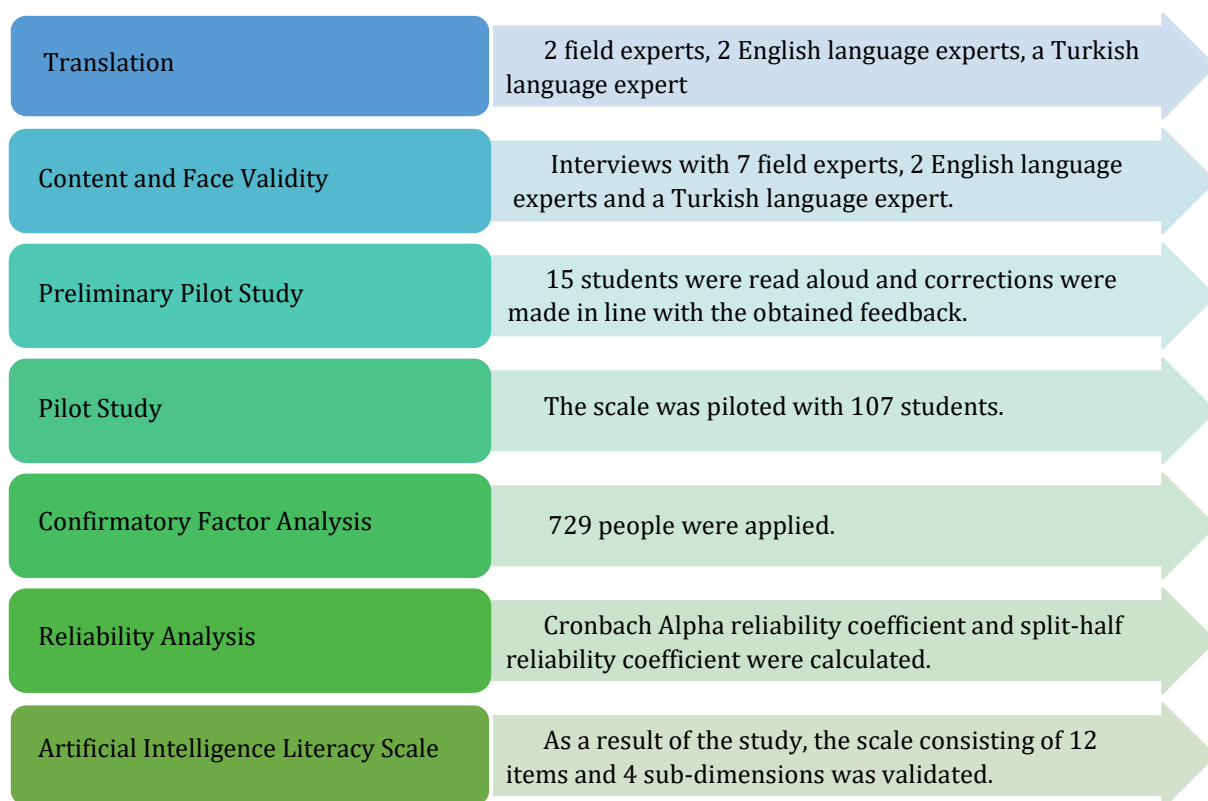 Translation
2 field experts, 2 English language experts, a Turkish
language expert
Content and Face Validity
Interviews with 7 field experts, 2 English language
experts and a Turkish language expert.
Preliminary Pilot Study
15 students were read aloud and corrections were
made in line with the obtained feedback.
Pilot Study
The scale was piloted with 107 students.
Confirmatory Factor Analysis
729 people were applied.
Reliability Analysis
Cronbach Alpha reliability coefficient and split-half
reliability coefficient were calculated.
Artificial Intelligence Literacy Scale
As a result of the study, the scale consisting of 12
items and 4 sub-dimensions was validated.